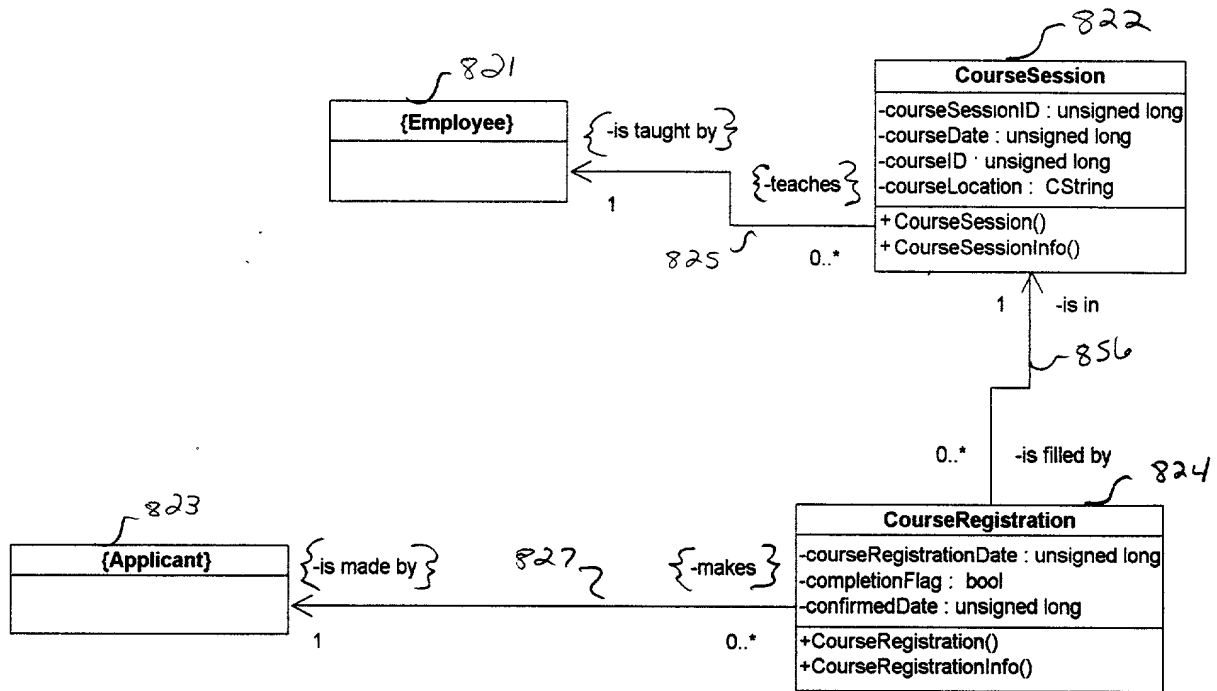 822
821
CourseSession
-courseSessionID : unsigned long
-courseDate : unsigned long
-courseID : unsigned long
-courseLocation : CString
+ CourseSession()
+ CourseSessionInfo()
{Employee}
{-is taught by}
{-teaches}
1
825
0..*
1
-is in
856
0..*
-is filled by
824
823
CourseRegistration
-courseRegistrationDate : unsigned long
-completionFlag : bool
-confirmedDate : unsigned long
+CourseRegistration()
+CourseRegistrationInfo()
{Applicant}
{-is made by}
827
{-makes}
1
0..*